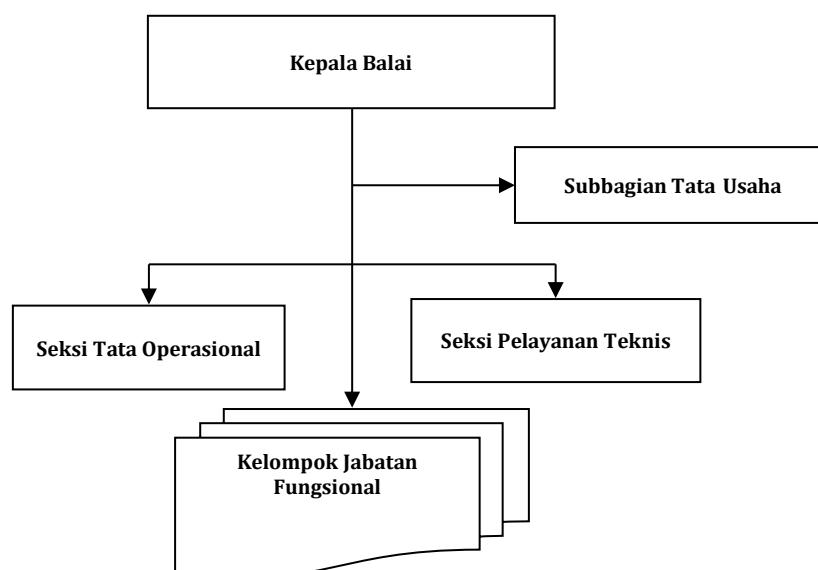 Kepala Balai
Subbagian Tata Usaha
Seksi Tata Operasional
Seksi Pelayanan Teknis
Kelompok Jabatan
Fungsional